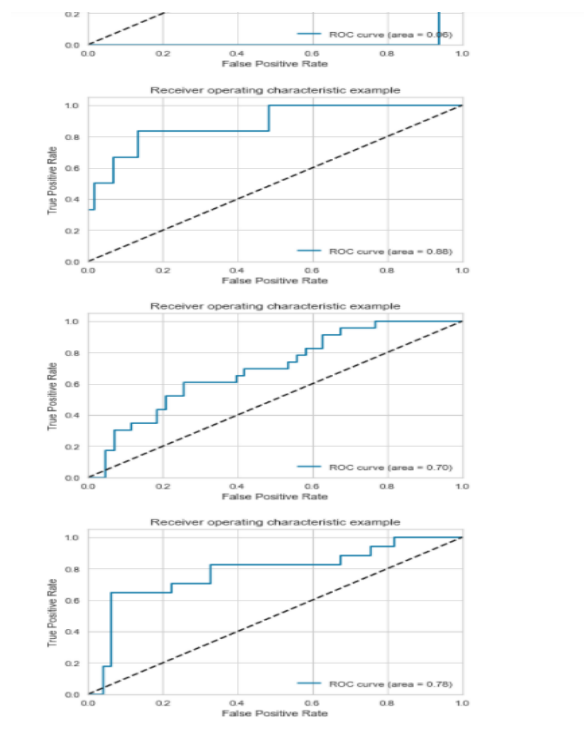 0.2
0.0
ROC curve (area = 0.06)
0.0 0.2 0.4 0.6 0.8 1.0
False Positive Rate
Receiver operating characteristic example
1.0
0.8
0.6
0.4
0.2
0.0
True Positive Rate
ROC curve (area = 0.88)
0.0 0.2 0.4 0.6 0.8 1.0
False Positive Rate
Receiver operating characteristic example
1.0
0.8
0.6
0.4
0.2
0.0
True Positive Rate
ROC curve (area = 0.70)
0.0 0.2 0.4 0.6 0.8 1.0
False Positive Rate
Receiver operating characteristic example
1.0
0.8
0.6
0.4
0.2
0.0
True Positive Rate
ROC curve (area = 0.78)
0.0 0.2 0.4 0.6 0.8 1.0
False Positive Rate